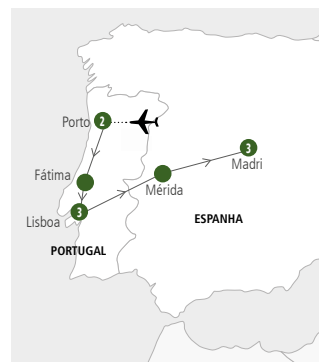 Porto
2
3
Madri
Fátima
Mérida
3
Lisboa
ESPANHA
PORTUGAL